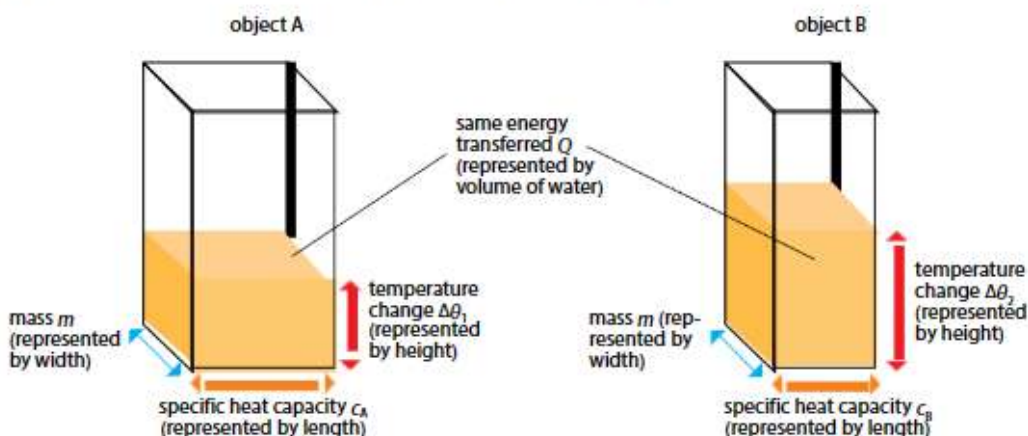 object A
object B
same energy
transferred Q
(represented by
volume of water)
mass m
(represented
by width)
temperature
change Δθ₁
(represented
by height)
specific heat capacity c_A
(represented by length)
mass m (rep-
resented by
width)
temperature
change Δθ₂
(represented
by height)
specific heat capacity c_B
(represented by length)